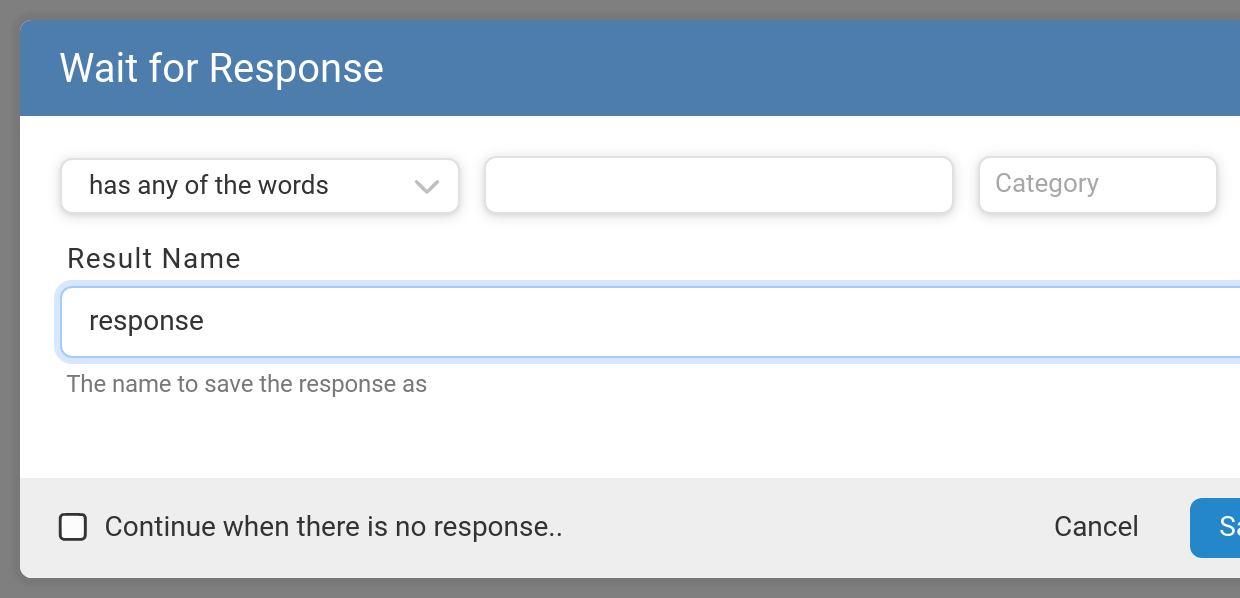 Wait for Response
has any of the words
Category
Result Name
response
The name to save the response as
Continue when there is no response..
Cancel